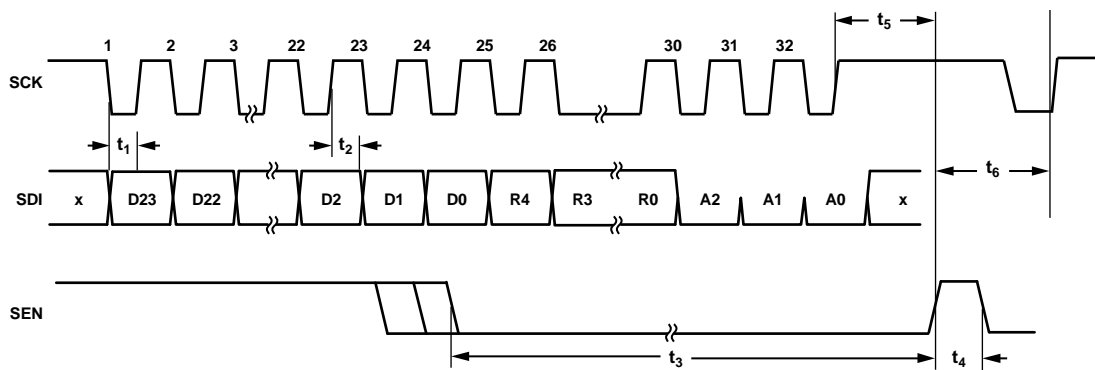 t5
1 2 3 22 23 24 25 26 30 31 32
SCK
t1 t2
t6
SDI x D23 D22 D2 D1 D0 R4 R3 R0 A2 A1 A0 x
SEN
t3 t4